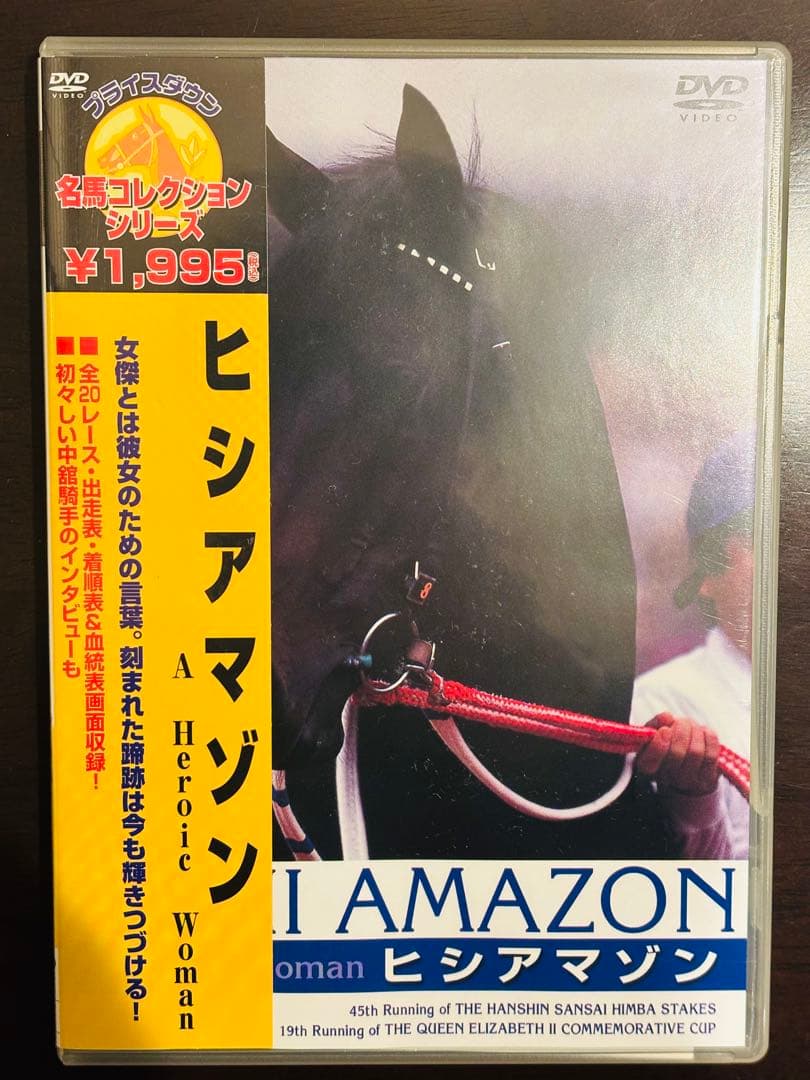 DVD
VIDEO
プライスダウン
名馬コレクション
シリーズ
¥1,995(税込)
ヒシアマゾン
A Heroic Woman
女傑とは彼女のための言葉。刻まれた蹄跡は今も輝きつづける!
■全20レース・出走表・着順表&血統表画面収録!
■初々しい中舘騎手のインタビューも
DVD
VIDEO
8
I AMAZON
oman ヒシアマゾン
45th Running of THE HANSHIN SANSAI HIMBA STAKES
19th Running of THE QUEEN ELIZABETH II COMMEMORATIVE CUP